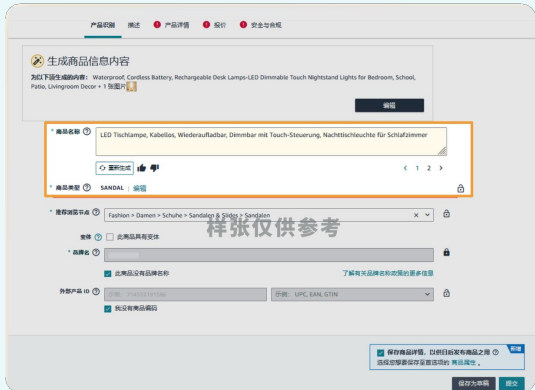 产品识别 描述 产品详情 报价 安全与合规
生成商品信息内容
为以下项生成的内容: Waterproof, Cordless Battery, Rechargeable Desk Lamps-LED Dimmable Touch Nightstand Lights for Bedroom, School,
Patio, Livingroom Decor + 1 张图片
编辑
* 商品名称 LED Tischlampe, Kabellos, Wiederaufladbar, Dimmbar mit Touch-Steuerung, Nachttischleuchte für Schlafzimmer
重新生成 < 1 2 >
* 商品类型 SANDAL | 编辑
* 推荐浏览节点 Fashion > Damen > Schuhe > Sandalen & Slides > Sandalen
样张仅供参考
变体 此商品具有变体
* 品牌名
此商品没有品牌名称 了解有关品牌名称政策的更多信息
外部产品 ID 示例: 示例: UPC, EAN, GTIN
我没有商品编码
保存商品详情，以供日后发布商品之用 新增
选择您想要保存至首选项的 商品属性 。
保存为草稿 提交